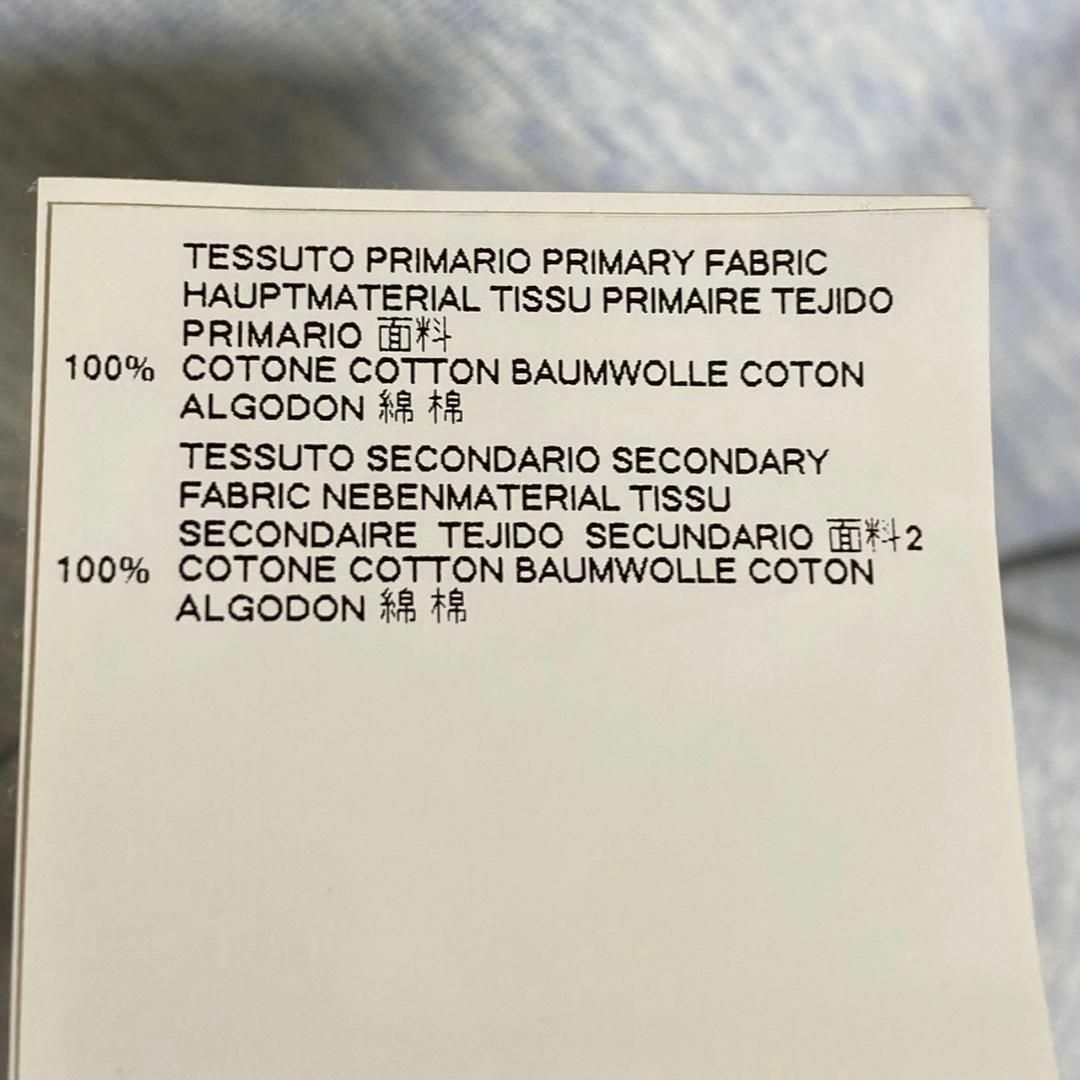 TESSUTO PRIMARIO PRIMARY FABRIC
HAUPTMATERIAL TISSU PRIMAIRE TEJIDO
PRIMARIO 面料
100% COTONE COTTON BAUMWOLLE COTON
ALGODON 綿 棉
TESSUTO SECONDARIO SECONDARY
FABRIC NEBENMATERIAL TISSU
SECONDAIRE TEJIDO SECUNDARIO 面料2
100% COTONE COTTON BAUMWOLLE COTON
ALGODON 綿 棉